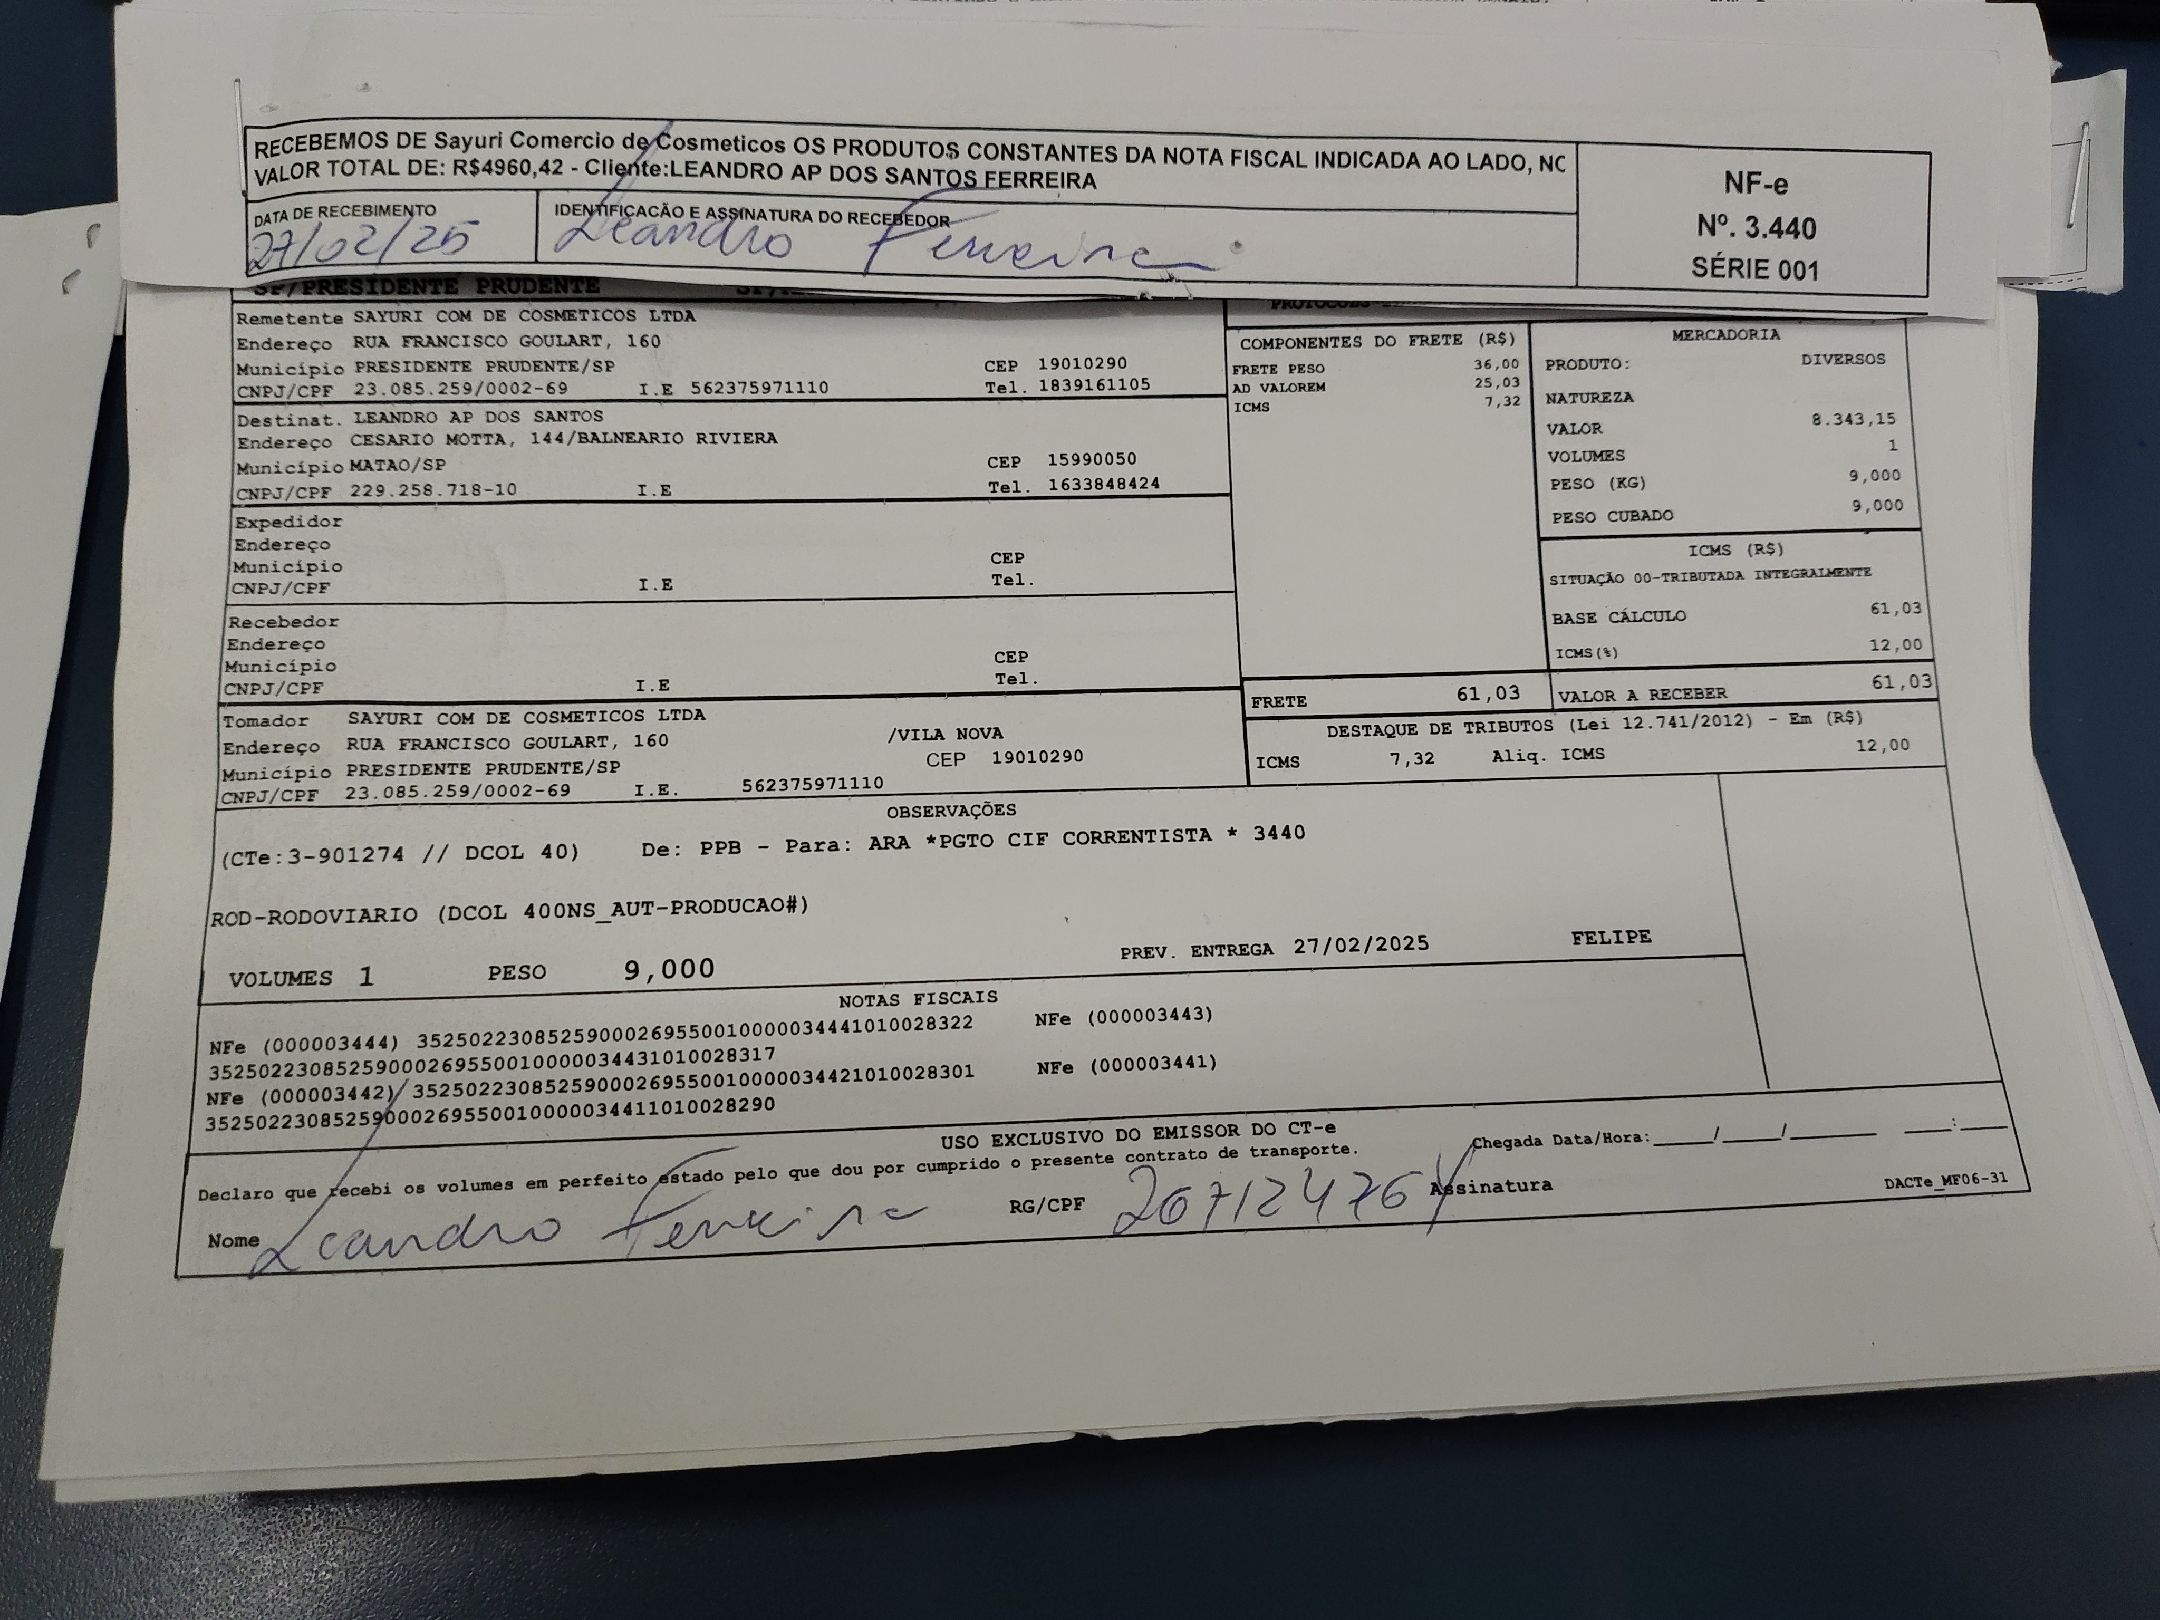 RECEBEMOS DE Sayuri Comercio de Cosmeticos OS PRODUTOS CONSTANTES DA NOTA FISCAL INDICADA AO LADO, NO
VALOR TOTAL DE: R$4960,42 - Cliente:LEANDRO AP DOS SANTOS FERREIRA
DATA DE RECEBIMENTO
27/02/25
IDENTIFICAÇÃO E ASSINATURA DO RECEBEDOR
Leandro Ferreira
NF-e
Nº. 3.440
SÉRIE 001
SP/PRESIDENTE PRUDENTE
Remetente SAYURI COM DE COSMETICOS LTDA
Endereço RUA FRANCISCO GOULART, 160
Município PRESIDENTE PRUDENTE/SP CEP 19010290
CNPJ/CPF 23.085.259/0002-69 I.E 562375971110 Tel. 1839161105
Destinat. LEANDRO AP DOS SANTOS
Endereço CESARIO MOTTA, 144/BALNEARIO RIVIERA
Município MATAO/SP CEP 15990050
CNPJ/CPF 229.258.718-10 I.E Tel. 1633848424
Expedidor
Endereço
Município CEP
CNPJ/CPF I.E Tel.
Recebedor
Endereço
Município CEP
CNPJ/CPF I.E Tel.
Tomador SAYURI COM DE COSMETICOS LTDA
Endereço RUA FRANCISCO GOULART, 160 /VILA NOVA
Município PRESIDENTE PRUDENTE/SP CEP 19010290
CNPJ/CPF 23.085.259/0002-69 I.E. 562375971110
COMPONENTES DO FRETE (R$)
FRETE PESO 36,00
AD VALOREM 25,03
ICMS 7,32
MERCADORIA
PRODUTO: DIVERSOS
NATUREZA
VALOR 8.343,15
VOLUMES 1
PESO (KG) 9,000
PESO CUBADO 9,000
ICMS (R$)
SITUAÇÃO 00-TRIBUTADA INTEGRALMENTE
BASE CÁLCULO 61,03
ICMS(%) 12,00
FRETE 61,03 VALOR A RECEBER 61,03
DESTAQUE DE TRIBUTOS (Lei 12.741/2012) - Em (R$)
ICMS 7,32 Aliq. ICMS 12,00
OBSERVAÇÕES
(CTe:3-901274 // DCOL 40) De: PPB - Para: ARA *PGTO CIF CORRENTISTA * 3440
ROD-RODOVIARIO (DCOL 400NS_AUT-PRODUCAO#)
VOLUMES 1 PESO 9,000 PREV. ENTREGA 27/02/2025 FELIPE
NOTAS FISCAIS
NFe (000003444) 35250223085259000269550010000034441010028322 NFe (000003443)
35250223085259000269550010000034431010028317
NFe (000003442) 35250223085259000269550010000034421010028301 NFe (000003441)
35250223085259000269550010000034411010028290
USO EXCLUSIVO DO EMISSOR DO CT-e
Declaro que recebi os volumes em perfeito estado pelo que dou por cumprido o presente contrato de transporte.
Chegada Data/Hora:_____/_____/_______ ____:____
Nome Leandro Ferreira RG/CPF Assinatura
DACTe_MF06-31